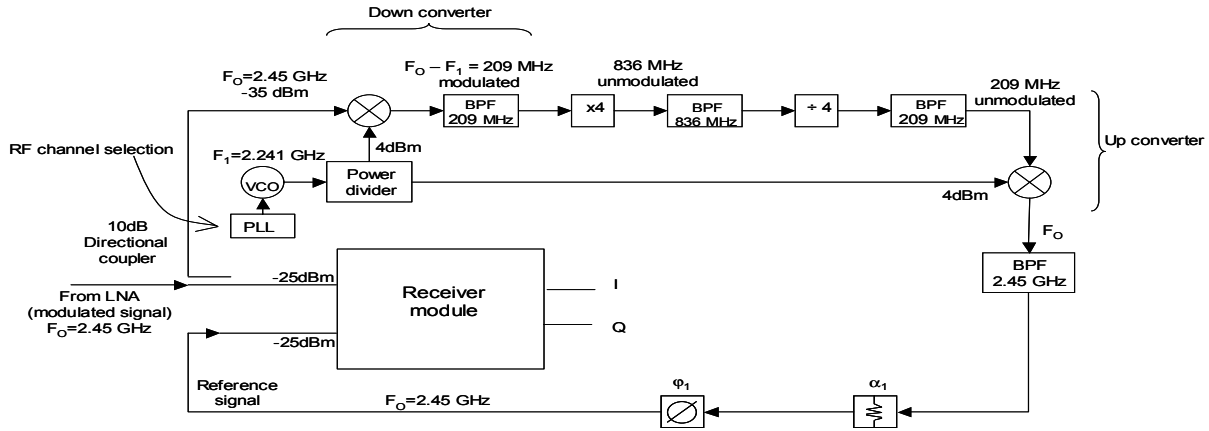 Down converter
F_O=2.45 GHz
-35 dBm
F_O – F_1 = 209 MHz
modulated
836 MHz
unmodulated
209 MHz
unmodulated
BPF
209 MHz
x4
BPF
836 MHz
÷ 4
BPF
209 MHz
Up converter
RF channel selection
F_1=2.241 GHz
4dBm
VCO
Power
divider
4dBm
PLL
10dB
Directional
coupler
F_O
-25dBm
BPF
2.45 GHz
From LNA
(modulated signal)
F_O=2.45 GHz
Receiver
module
I
Q
-25dBm
Reference
signal
F_O=2.45 GHz
φ_1
α_1